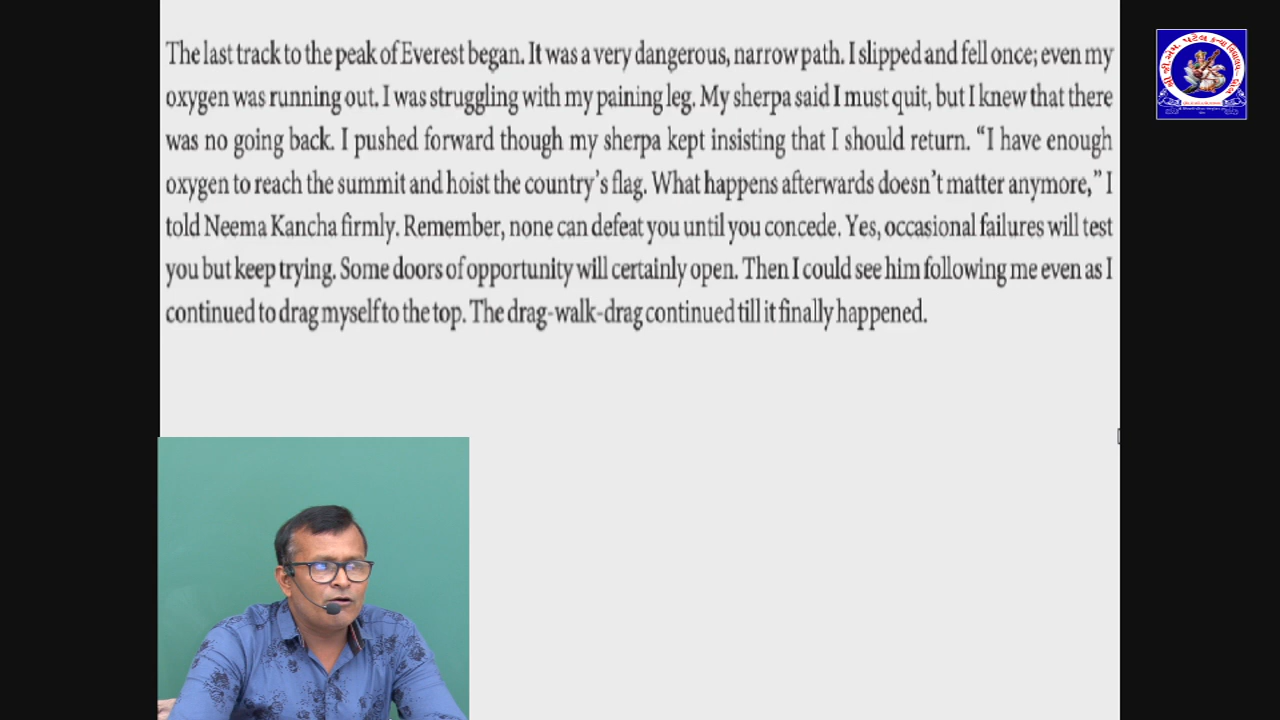 The last track to the peak of Everest began. It was a very dangerous, narrow path. I slipped and fell once; even my
oxygen was running out. I was struggling with my paining leg. My sherpa said I must quit, but I knew that there
was no going back. I pushed forward though my sherpa kept insisting that I should return. “I have enough
oxygen to reach the summit and hoist the country’s flag. What happens afterwards doesn’t matter anymore,” I
told Neema Kancha firmly. Remember, none can defeat you until you concede. Yes, occasional failures will test
you but keep trying. Some doors of opportunity will certainly open. Then I could see him following me even as I
continued to drag myself to the top. The drag-walk-drag continued till it finally happened.